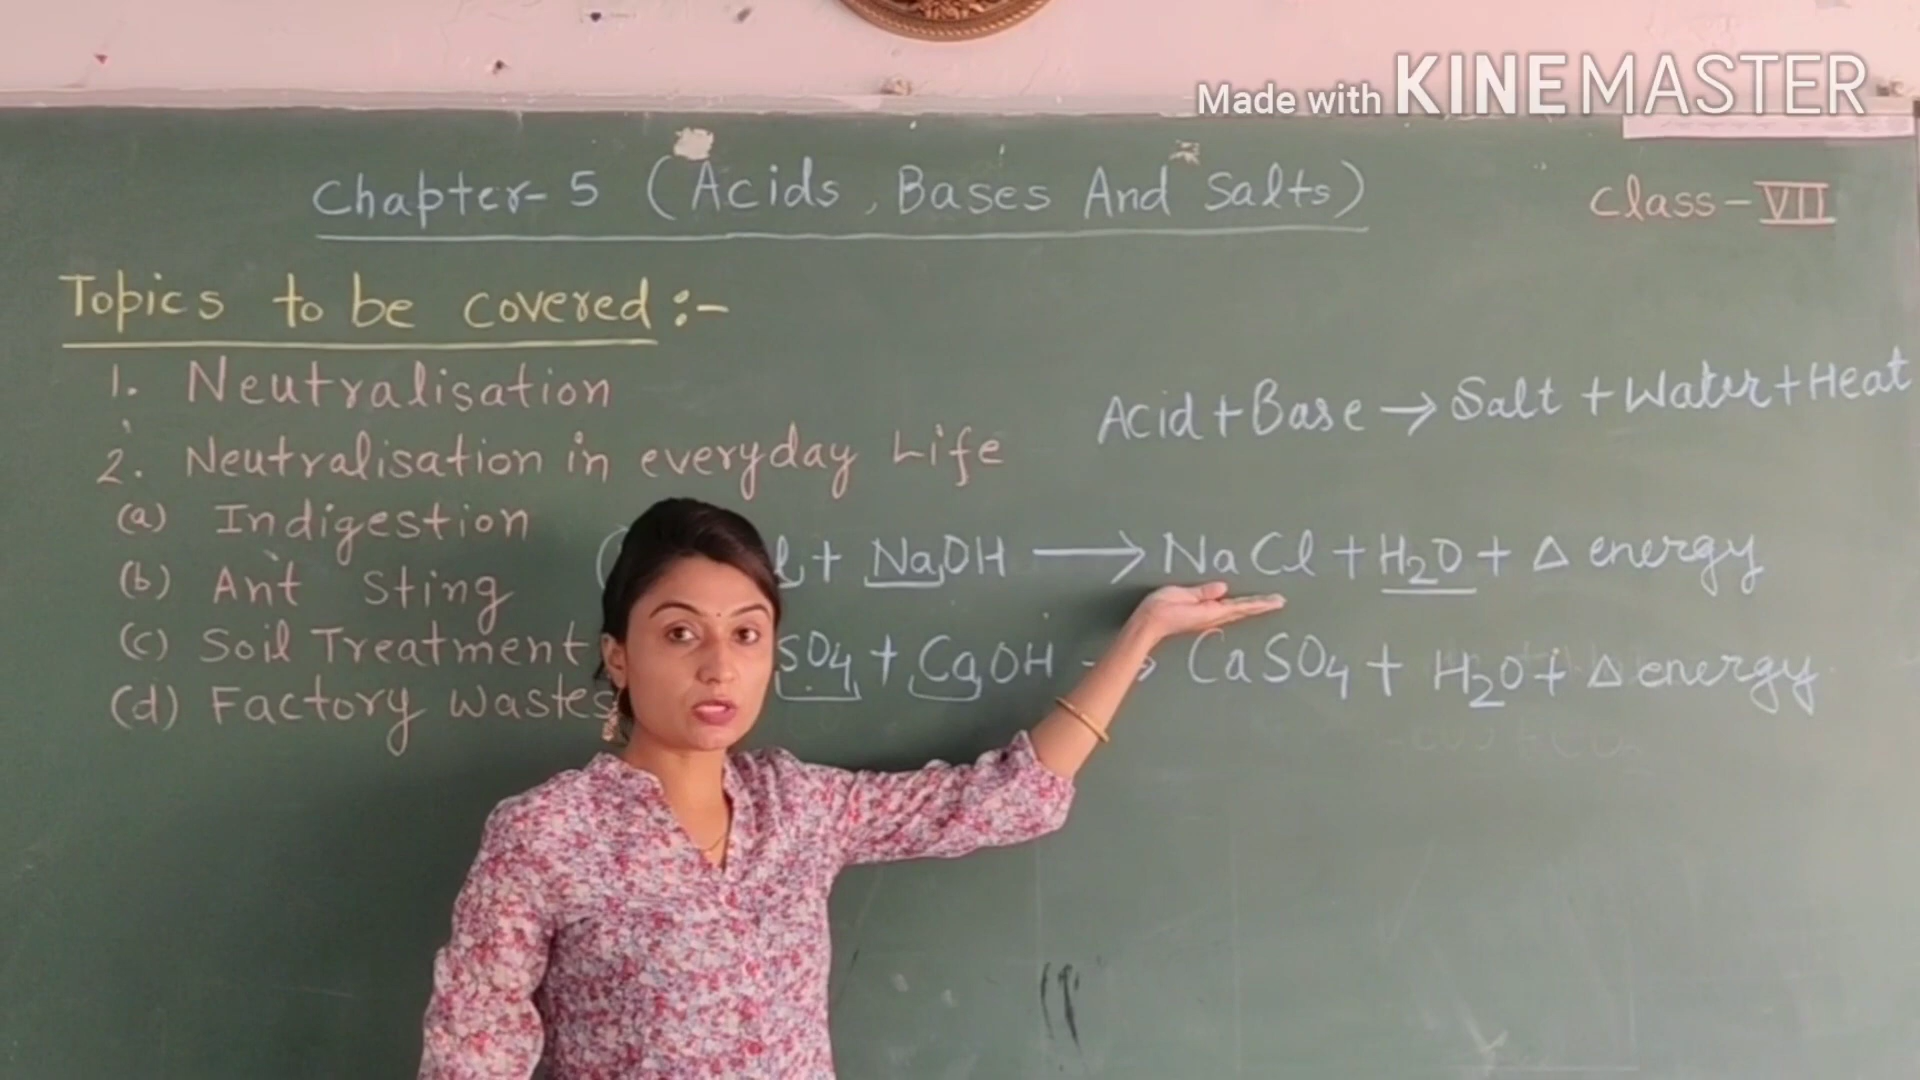 Made with KINEMASTER
Chapter-5 (Acids, Bases And Salts)
Class-VII
Topics to be covered:-
1. Neutralisation
Acid+Base→Salt+Water+Heat
2. Neutralisation in everyday Life
(a) Indigestion
l+ NaOH → NaCl+H2O+ Δ energy
(b) Ant Sting
(c) Soil Treatment
SO4 + CaOH → CaSO4+ H2O+ Δ energy
(d) Factory Wastes